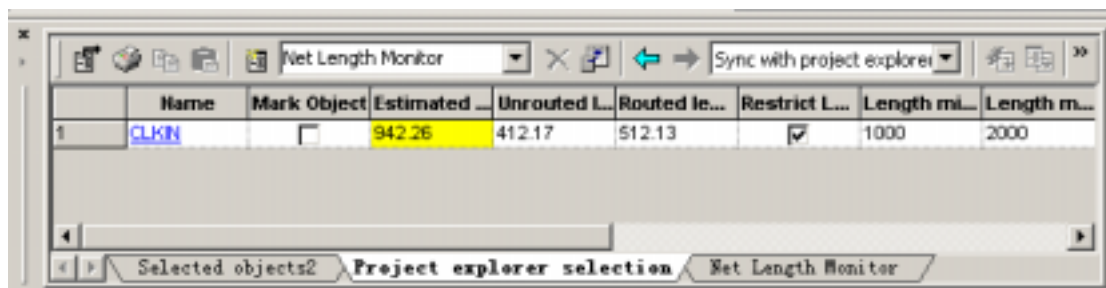 Net Length Monitor Sync with project explorer »
Name Mark Object Estimated ... Unrouted l... Routed le... Restrict L... Length mi... Length m...
1 CLKIN 942.26 412.17 512.13 1000 2000
Selected objects2 Project explorer selection Net Length Monitor